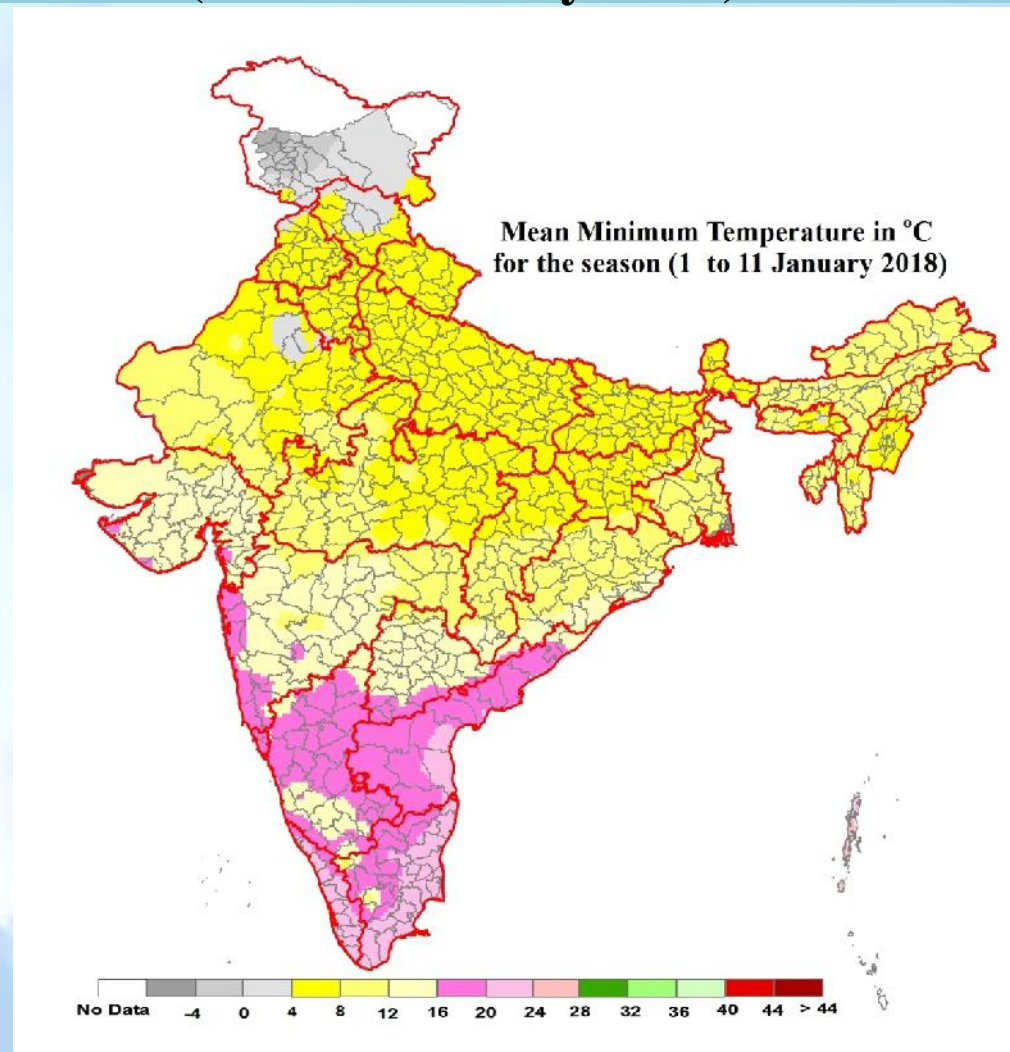 Mean Minimum Temperature in °C
for the season (1 to 11 January 2018)
No Data -4 0 4 8 12 16 20 24 28 32 36 40 44 > 44